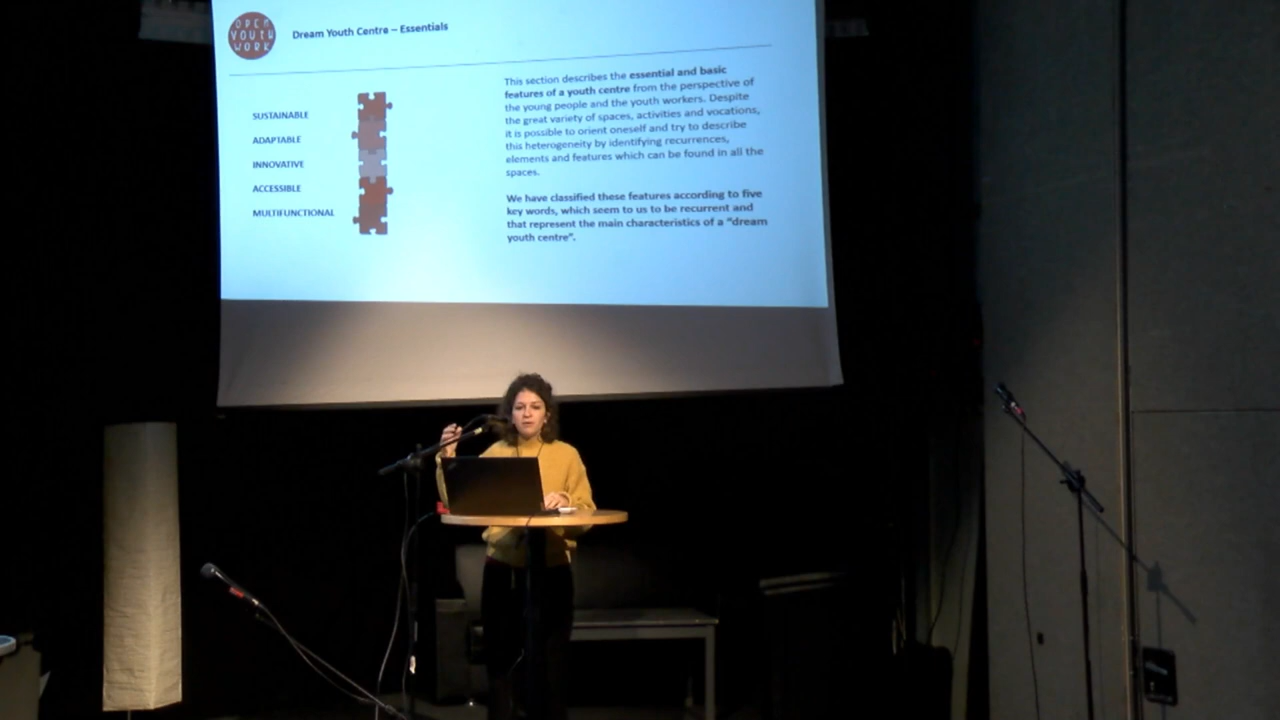 OPEN
YOUTH
WORK
Dream Youth Centre – Essentials
SUSTAINABLE
ADAPTABLE
INNOVATIVE
ACCESSIBLE
MULTIFUNCTIONAL
This section describes the essential and basic
features of a youth centre from the perspective of
the young people and the youth workers. Despite
the great variety of spaces, activities and vocations,
it is possible to orient oneself and try to describe
this heterogeneity by identifying recurrences,
elements and features which can be found in all the
spaces.
We have classified these features according to five
key words, which seem to us to be recurrent and
that represent the main characteristics of a "dream
youth centre".